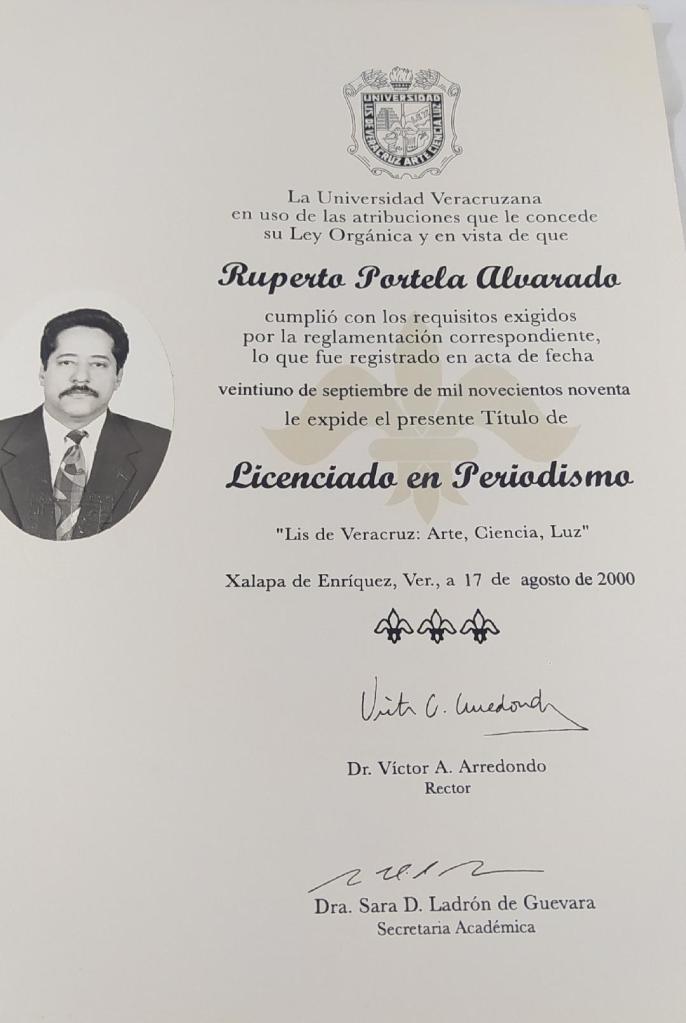 UNIVERSIDAD
LIS DE VERACRUZ ARTE CIENCIA LUZ
La Universidad Veracruzana
en uso de las atribuciones que le concede
su Ley Orgánica y en vista de que
Ruperto Portela Alvarado
cumplió con los requisitos exigidos
por la reglamentación correspondiente,
lo que fue registrado en acta de fecha
veintiuno de septiembre de mil novecientos noventa
le expide el presente Título de
Licenciado en Periodismo
"Lis de Veracruz: Arte, Ciencia, Luz"
Xalapa de Enríquez, Ver., a 17 de agosto de 2000
Dr. Víctor A. Arredondo
Rector
Dra. Sara D. Ladrón de Guevara
Secretaria Académica